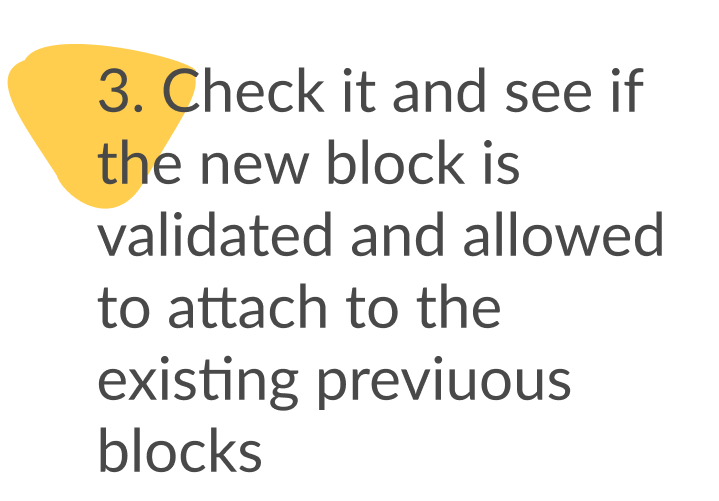 3. Check it and see if
the new block is
validated and allowed
to attach to the
existing previuous
blocks